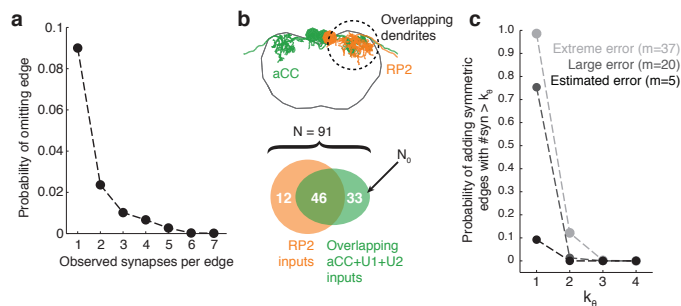 a
Probability of omitting edge
0.1
0.08
0.06
0.04
0.02
0
1 2 3 4 5 6 7
Observed synapses per edge
b
Overlapping
dendrites
aCC
RP2
N = 91
N0
12 46 33
RP2
inputs
Overlapping
aCC+U1+U2
inputs
c
Probability of adding symmetric
edges with #syn > kθ
Extreme error (m=37)
Large error (m=20)
Estimated error (m=5)
1.0
0.9
0.8
0.7
0.6
0.5
0.4
0.3
0.2
0.1
0
1 2 3 4
kθ